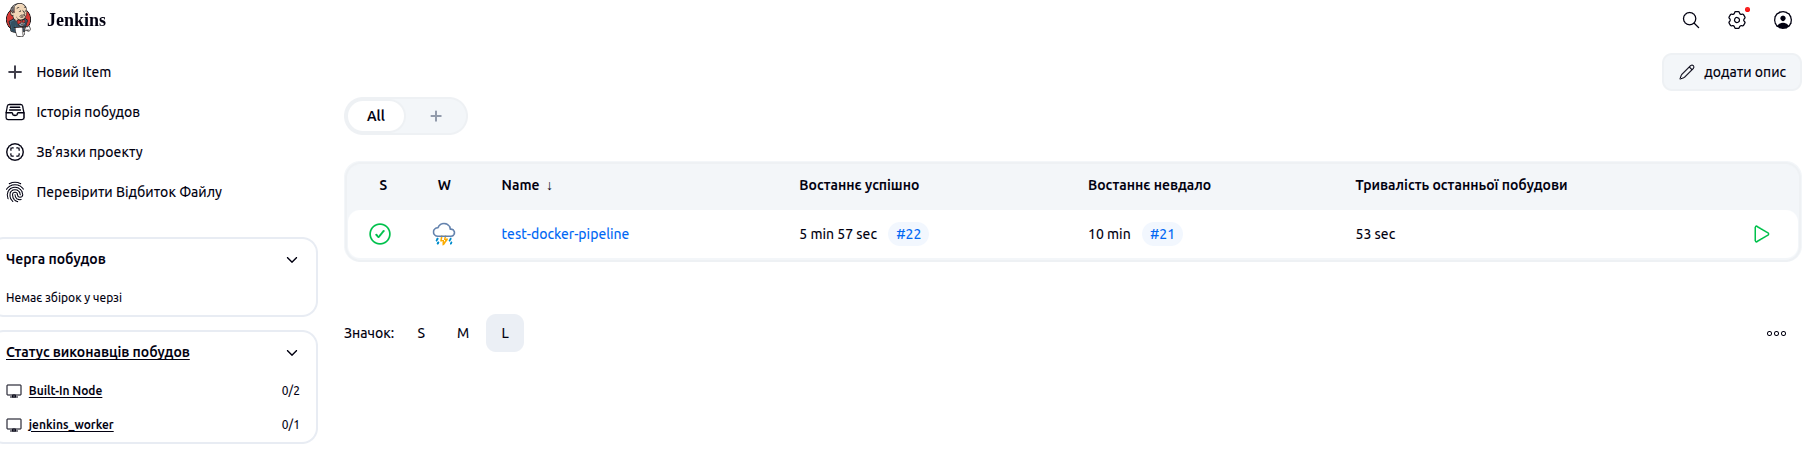 Jenkins
Новий Item
додати опис
Історія побудов
All +
Зв'язки проекту
Перевірити Відбиток Файлу
S W Name ↓ Востаннє успішно Востаннє невдало Тривалість останньої побудови
test-docker-pipeline 5 min 57 sec #22 10 min #21 53 sec
Черга побудов
Немає збірок у черзі
Значок: S M L
Статус виконавців побудов
Built-In Node 0/2
jenkins_worker 0/1